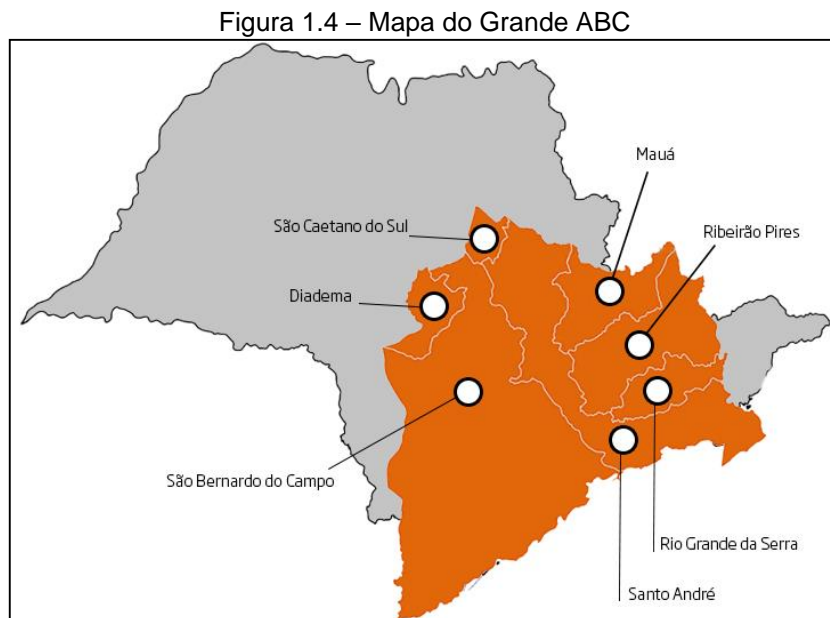 Figura 1.4 – Mapa do Grande ABC
Mauá
São Caetano do Sul
Ribeirão Pires
Diadema
São Bernardo do Campo
Rio Grande da Serra
Santo André